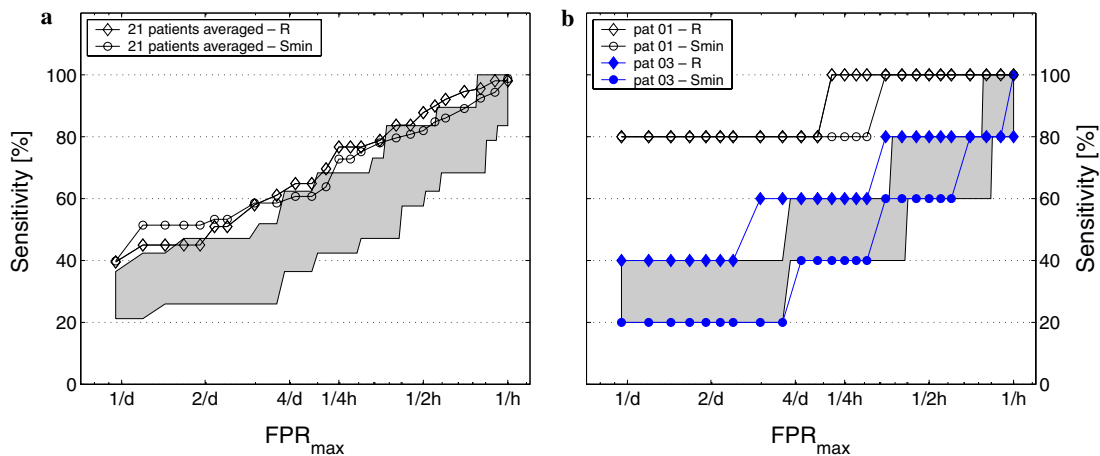 a
21 patients averaged – R
21 patients averaged – Smin
Sensitivity [%]
100
80
60
40
20
0
1/d
2/d
4/d
1/4h
1/2h
1/h
FPRmax
b
pat 01 – R
pat 01 – Smin
pat 03 – R
pat 03 – Smin
100
80
60
40
20
0
Sensitivity [%]
1/d
2/d
4/d
1/4h
1/2h
1/h
FPRmax